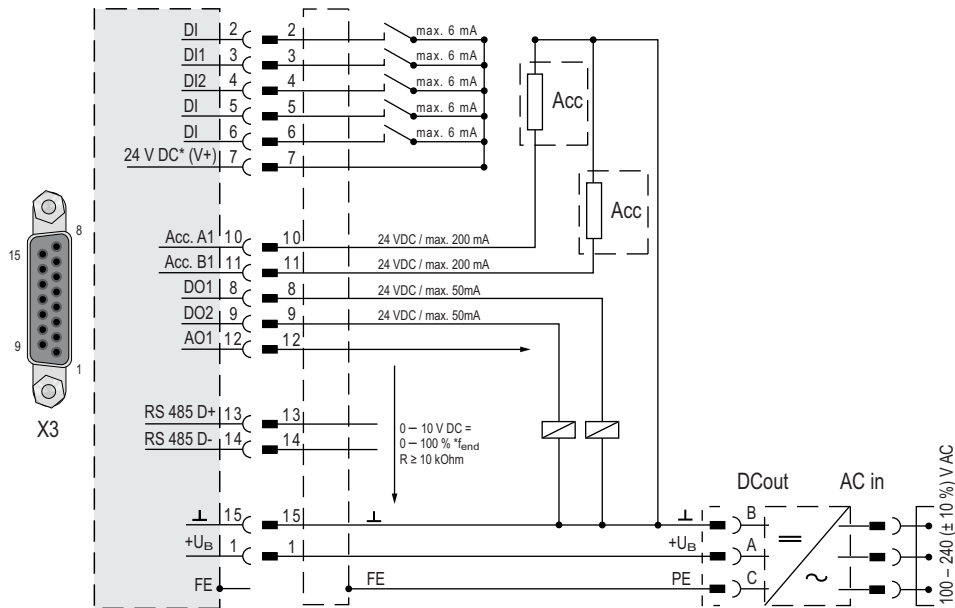 DI 2 2 max. 6 mA
DI1 3 3 max. 6 mA
DI2 4 4 max. 6 mA
DI 5 5 max. 6 mA
DI 6 6 max. 6 mA
24 V DC* (V+) 7 7
Acc
Acc
8
15
9
1
X3
Acc. A1 10 10 24 VDC / max. 200 mA
Acc. B1 11 11 24 VDC / max. 200 mA
DO1 8 8 24 VDC / max. 50mA
DO2 9 9 24 VDC / max. 50mA
AO1 12 12
RS 485 D+ 13 13
RS 485 D- 14 14
0 – 10 V DC =
0 – 100 % *fend
R ≥ 10 kOhm
DCout AC in
⊥ 15 15 ⊥ ⊥ B
+UB 1 1 +UB A
FE FE PE C
= ~
100 – 240 (± 10 %) V AC